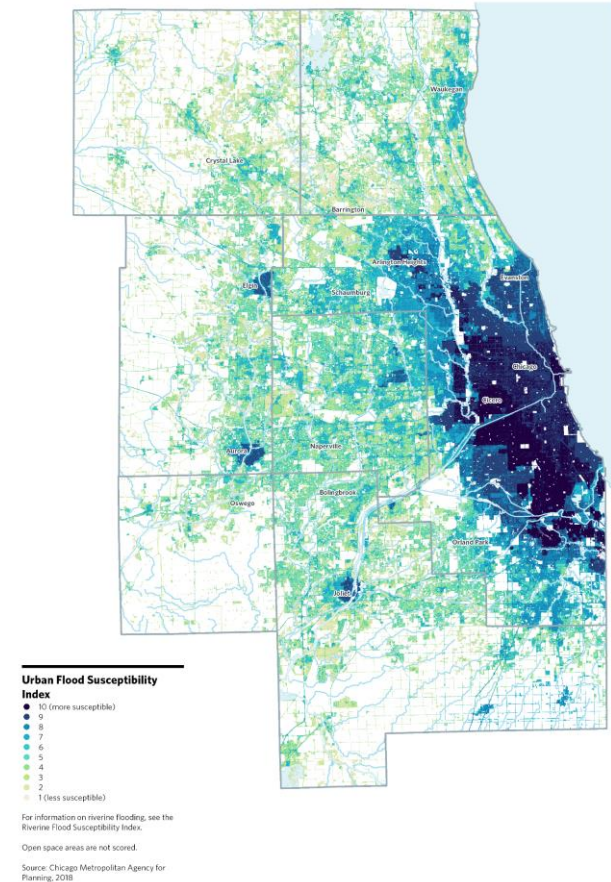 Waukegan
Crystal Lake
Barrington
Arlington Heights
Evanston
Elgin
Schaumburg
Chicago
Cicero
Naperville
Aurora
Bolingbrook
Oswego
Orland Park
Joliet
Urban Flood Susceptibility
Index
10 (more susceptible)
9
8
7
6
5
4
3
2
1 (less susceptible)
For information on riverine flooding, see the
Riverine Flood Susceptibility Index.
Open space areas are not scored.
Source: Chicago Metropolitan Agency for
Planning, 2018